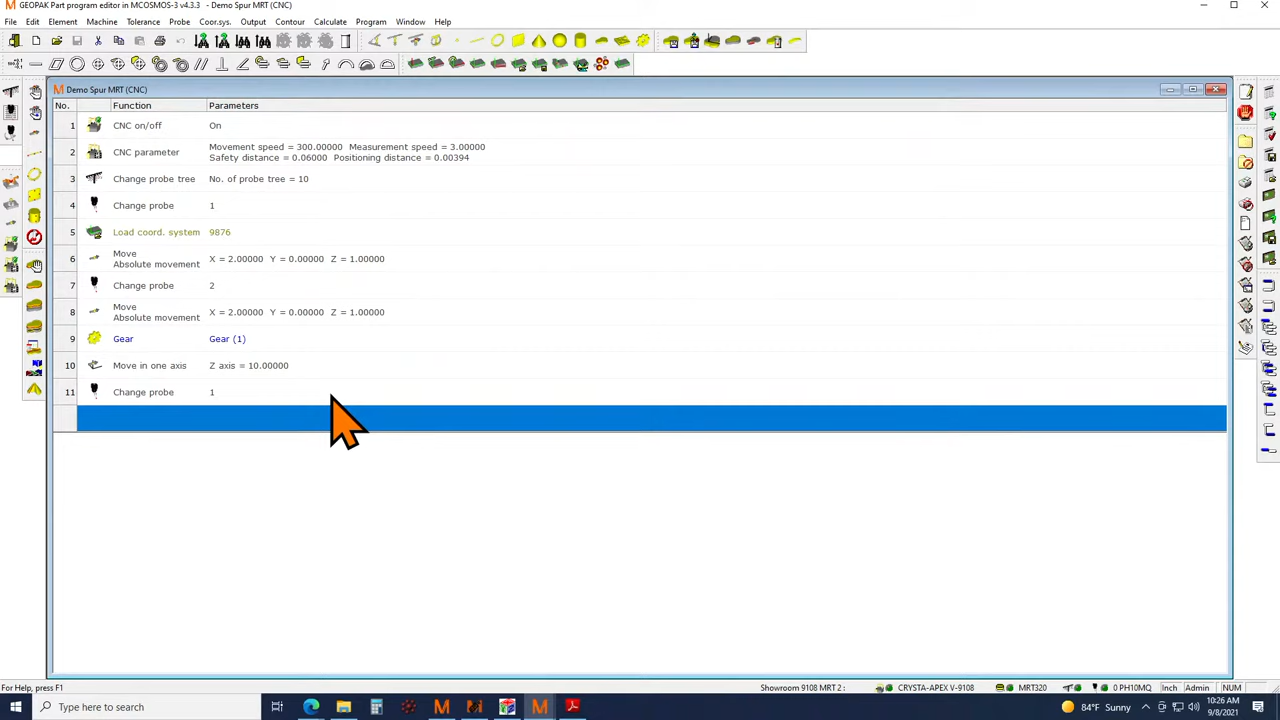 GEOPAK Part program editor in MCOSMOS-3 v4.3.3 - Demo Spur MRT (CNC)
File Edit Element Machine Tolerance Probe Coor.sys. Output Contour Calculate Program Window Help
Demo Spur MRT (CNC)
No. Function Parameters
1 CNC on/off On
2 CNC parameter Movement speed = 300.00000 Measurement speed = 3.00000
Safety distance = 0.06000 Positioning distance = 0.00394
3 Change probe tree No. of probe tree = 10
4 Change probe 1
5 Load coord. system 9876
6 Move
Absolute movement X = 2.00000 Y = 0.00000 Z = 1.00000
7 Change probe 2
8 Move
Absolute movement X = 2.00000 Y = 0.00000 Z = 1.00000
9 Gear Gear (1)
10 Move in one axis Z axis = 10.00000
11 Change probe 1
For Help, press F1 Showroom 9108 MRT 2 : CRYSTA-APEX V-9108 MRT320 0 PH10MQ Inch Admin NUM
Type here to search 84°F Sunny 10:26 AM
9/8/2021